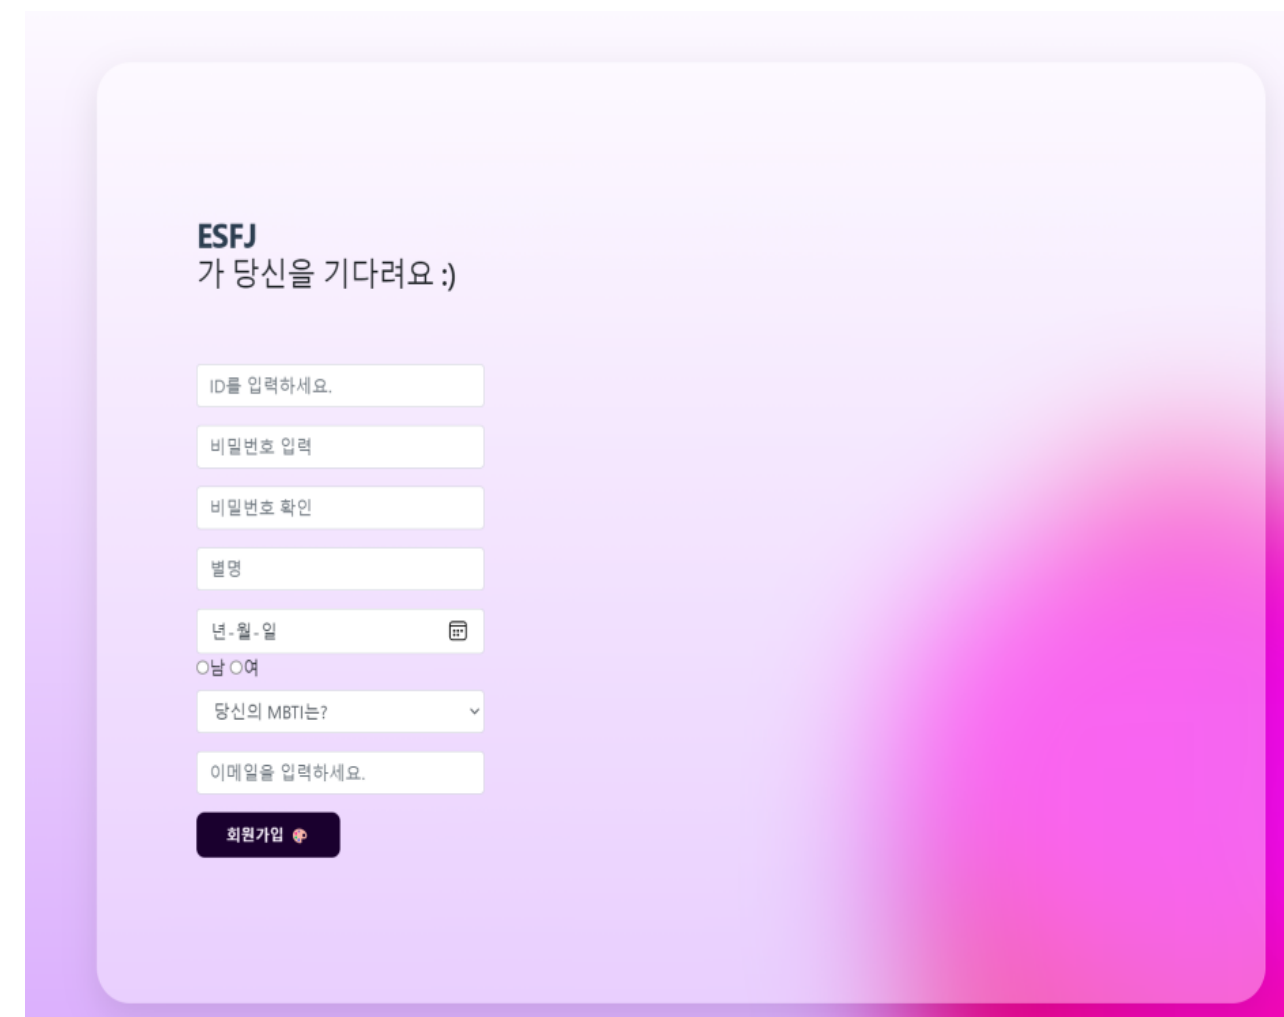 ESFJ
가 당신을 기다려요 :)
ID를 입력하세요.
비밀번호 입력
비밀번호 확인
별명
년-월-일
남 여
당신의 MBTI는?
이메일을 입력하세요.
회원가입